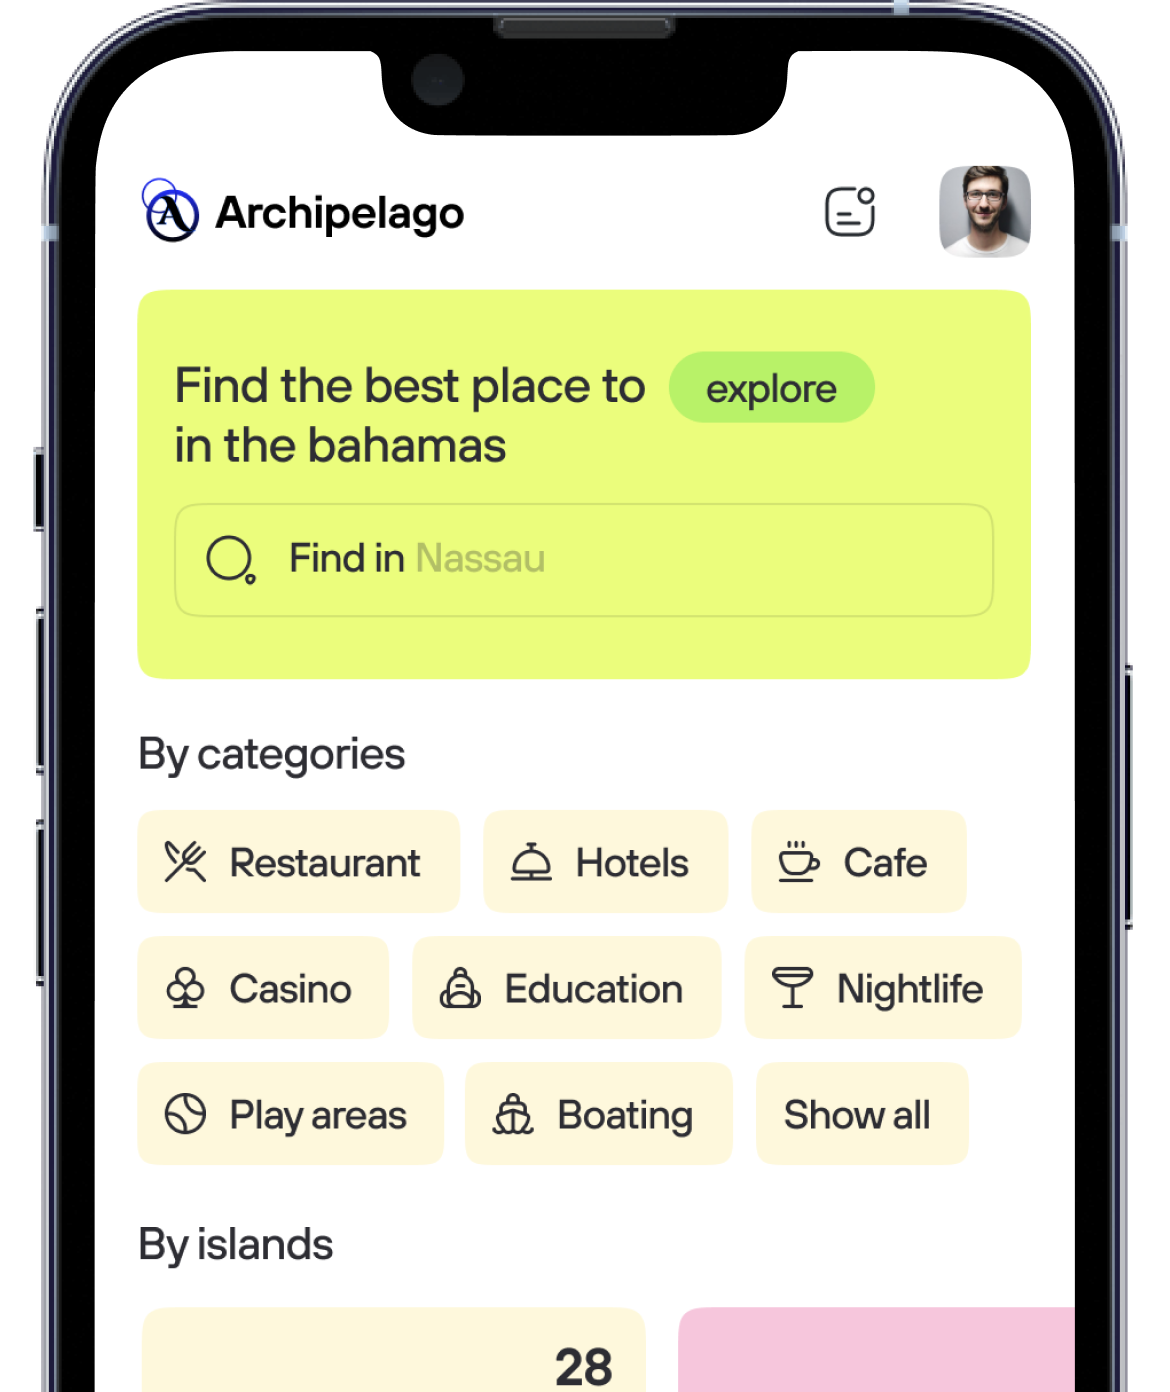 Archipelago
Find the best place to explore
in the bahamas
Find in Nassau
By categories
Restaurant Hotels Cafe
Casino Education Nightlife
Play areas Boating Show all
By islands
28